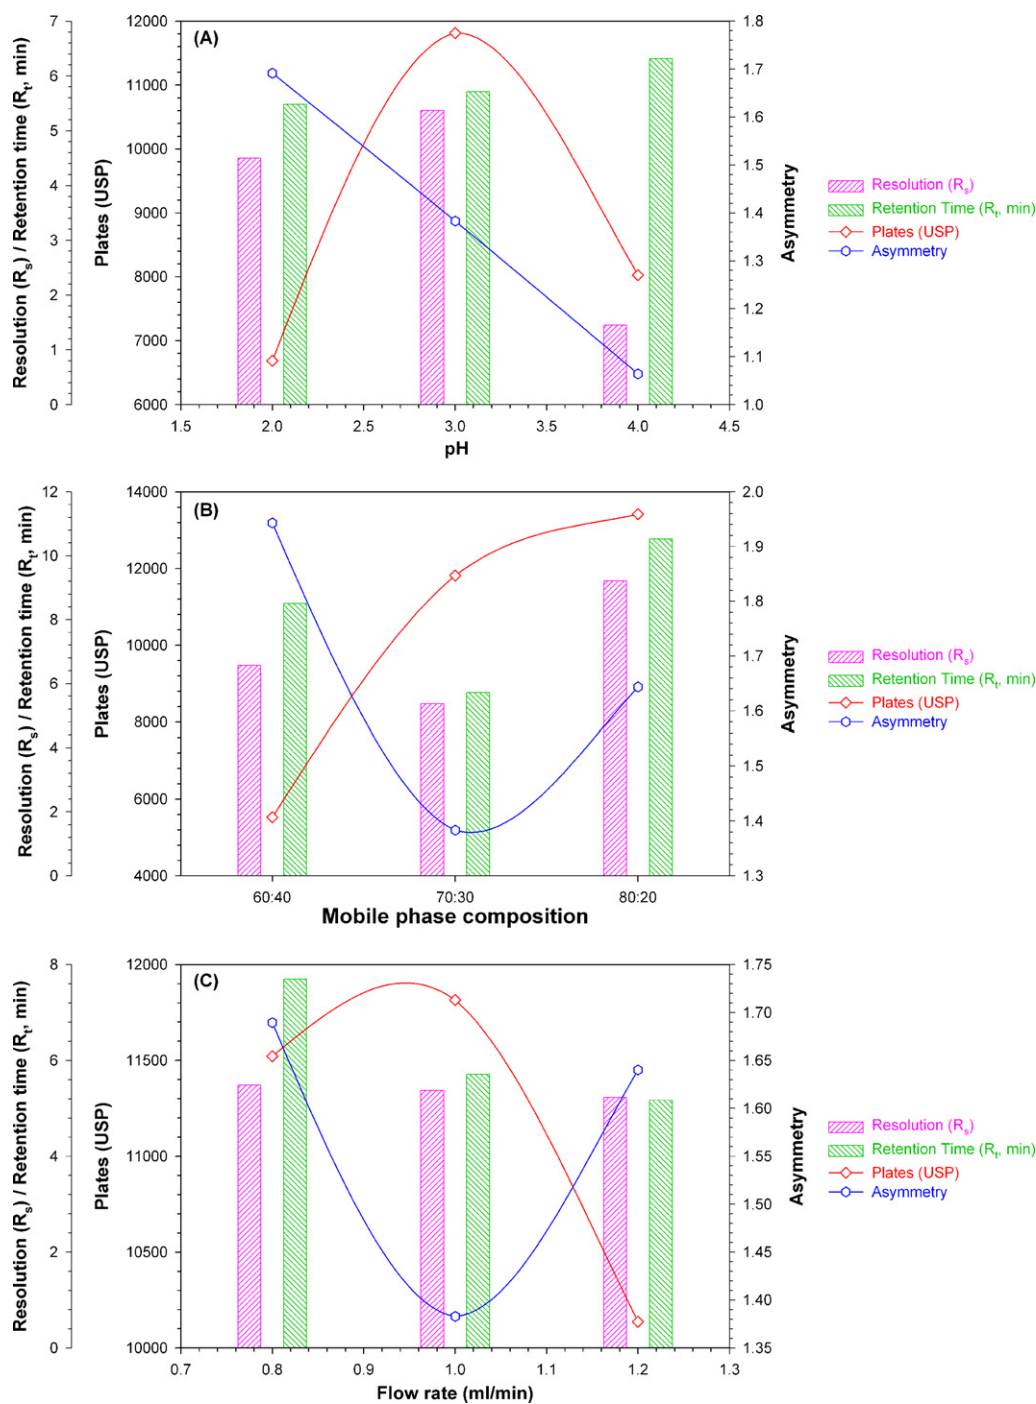 (A)
Resolution (Rs) / Retention time (Rt, min)
7
6
5
4
3
2
1
0
Plates (USP)
12000
11000
10000
9000
8000
7000
6000
1.8
1.7
1.6
1.5
1.4
1.3
1.2
1.1
1.0
Asymmetry
1.5 2.0 2.5 3.0 3.5 4.0 4.5
pH
Resolution (Rs)
Retention Time (Rt, min)
Plates (USP)
Asymmetry
(B)
Resolution (Rs) / Retention time (Rt, min)
12
10
8
6
4
2
0
Plates (USP)
14000
12000
10000
8000
6000
4000
2.0
1.9
1.8
1.7
1.6
1.5
1.4
1.3
Asymmetry
60:40 70:30 80:20
Mobile phase composition
Resolution (Rs)
Retention Time (Rt, min)
Plates (USP)
Asymmetry
(C)
Resolution (Rs) / Retention time (Rt, min)
8
6
4
2
0
Plates (USP)
12000
11500
11000
10500
10000
1.75
1.70
1.65
1.60
1.55
1.50
1.45
1.40
1.35
Asymmetry
0.7 0.8 0.9 1.0 1.1 1.2 1.3
Flow rate (ml/min)
Resolution (Rs)
Retention Time (Rt, min)
Plates (USP)
Asymmetry